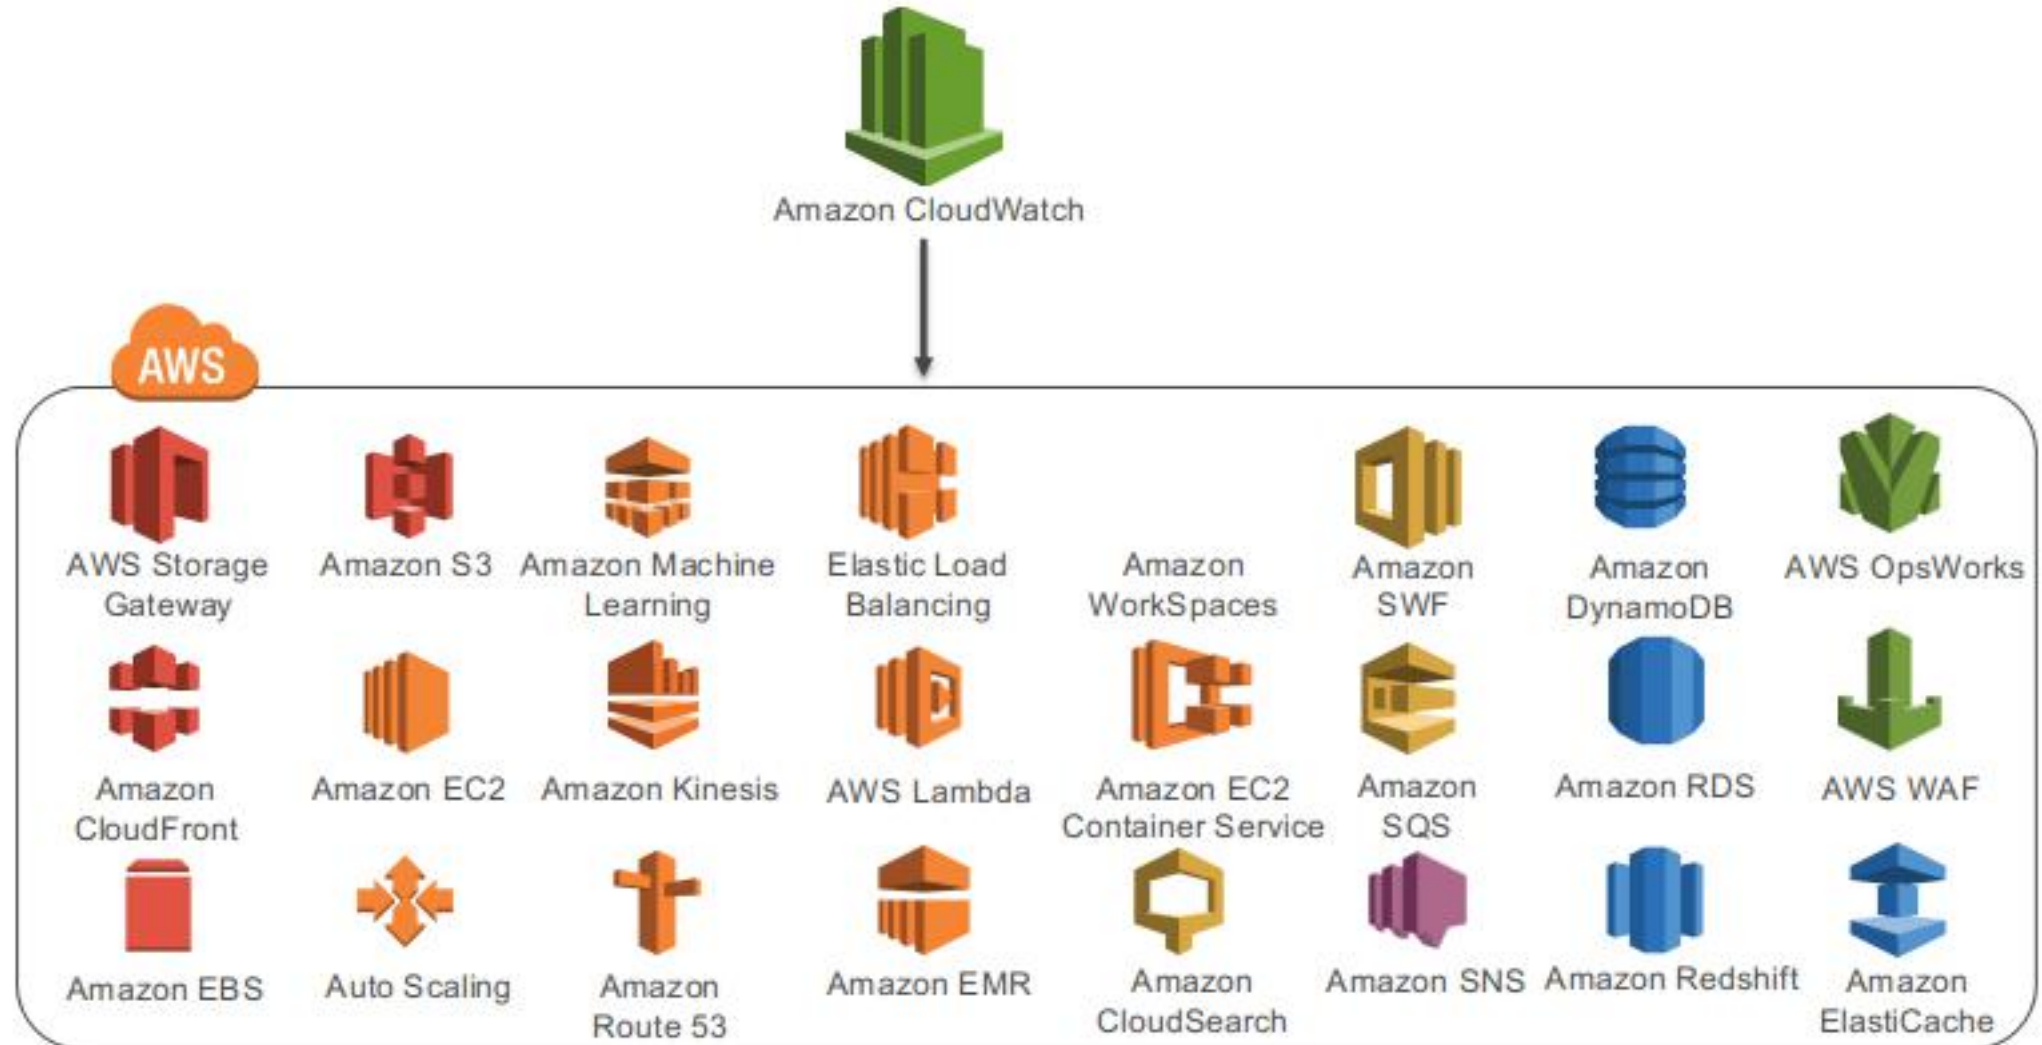 Amazon CloudWatch
AWS
AWS Storage
Gateway
Amazon S3
Amazon Machine
Learning
Elastic Load
Balancing
Amazon
WorkSpaces
Amazon
SWF
Amazon
DynamoDB
AWS OpsWorks
Amazon
CloudFront
Amazon EC2
Amazon Kinesis
AWS Lambda
Amazon EC2
Container Service
Amazon
SQS
Amazon RDS
AWS WAF
Amazon EBS
Auto Scaling
Amazon
Route 53
Amazon EMR
Amazon
CloudSearch
Amazon SNS
Amazon Redshift
Amazon
ElastiCache